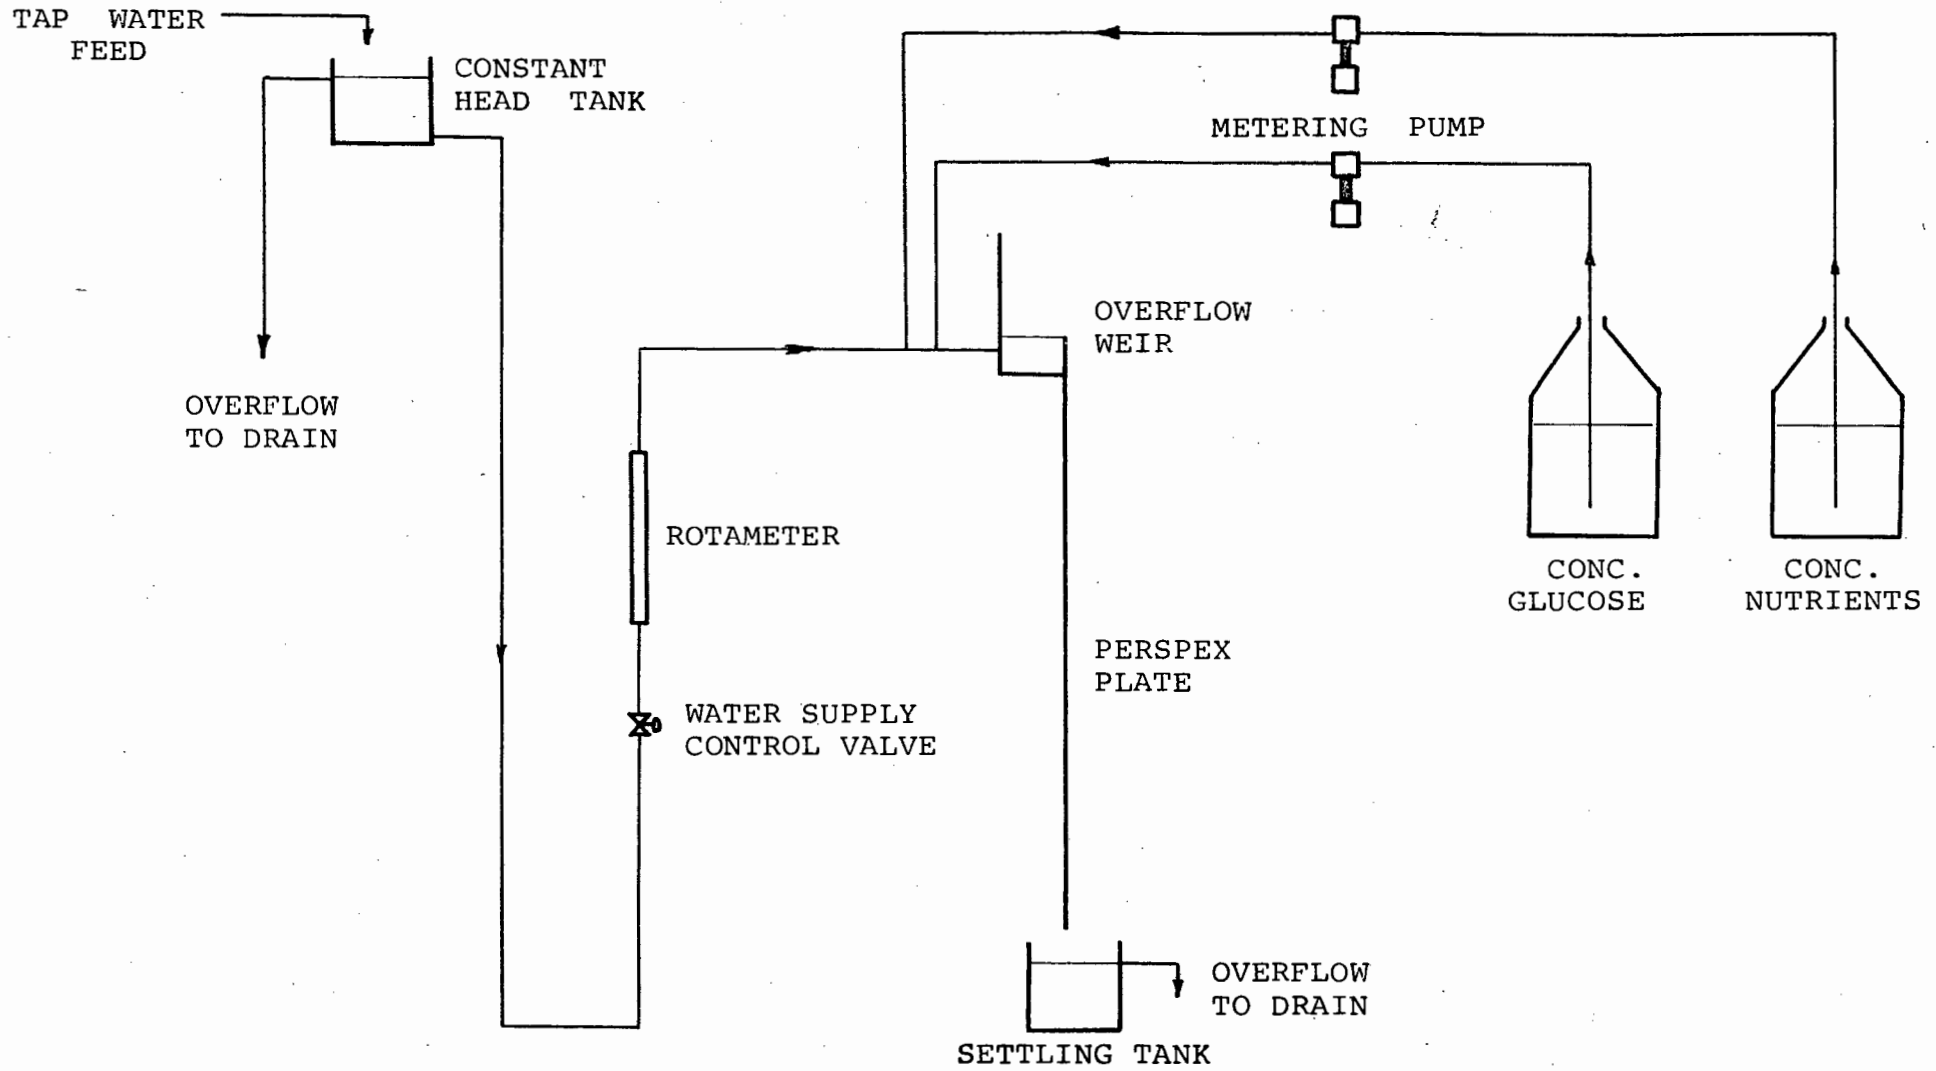 TAP WATER
FEED
CONSTANT
HEAD TANK
METERING PUMP
OVERFLOW
WEIR
OVERFLOW
TO DRAIN
ROTAMETER
CONC.
GLUCOSE
CONC.
NUTRIENTS
PERSPEX
PLATE
WATER SUPPLY
CONTROL VALVE
OVERFLOW
TO DRAIN
SETTLING TANK